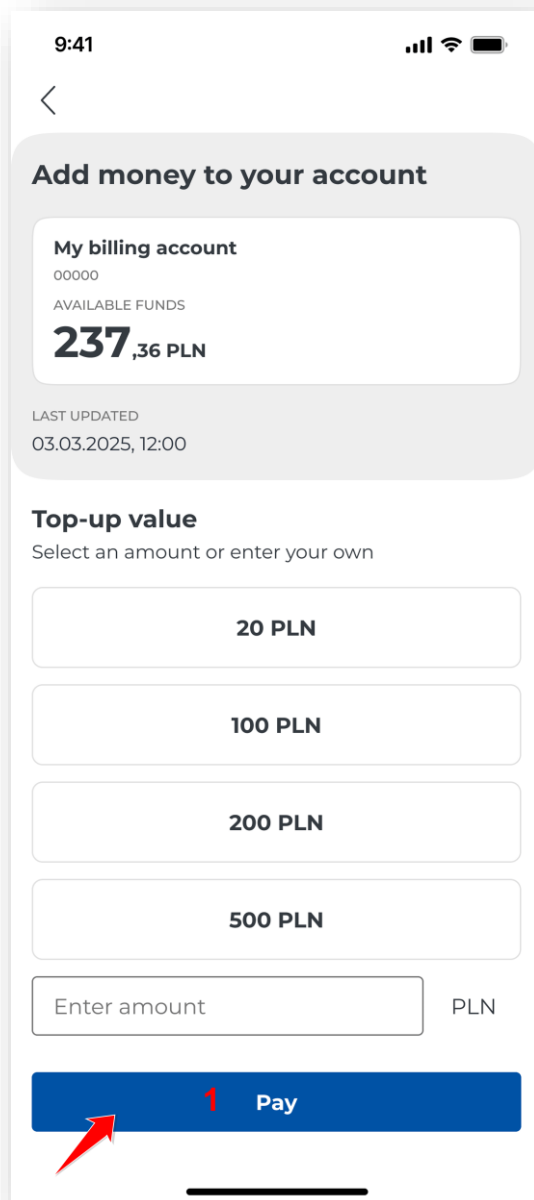 9:41
Add money to your account
My billing account
00000
AVAILABLE FUNDS
237,36 PLN
LAST UPDATED
03.03.2025, 12:00
Top-up value
Select an amount or enter your own
20 PLN
100 PLN
200 PLN
500 PLN
Enter amount PLN
1 Pay